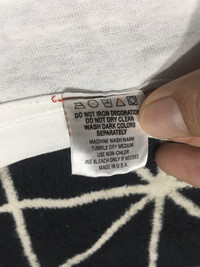 DO NOT IRON DECORATION
DO NOT DRY CLEAN
WASH DARK COLORS
SEPARATELY
MACHINE WASH WARM
TUMBLE DRY MEDIUM
USE NON-CHLOR
BLEACH ONLY IF NEEDED
MADE IN U.S.A.